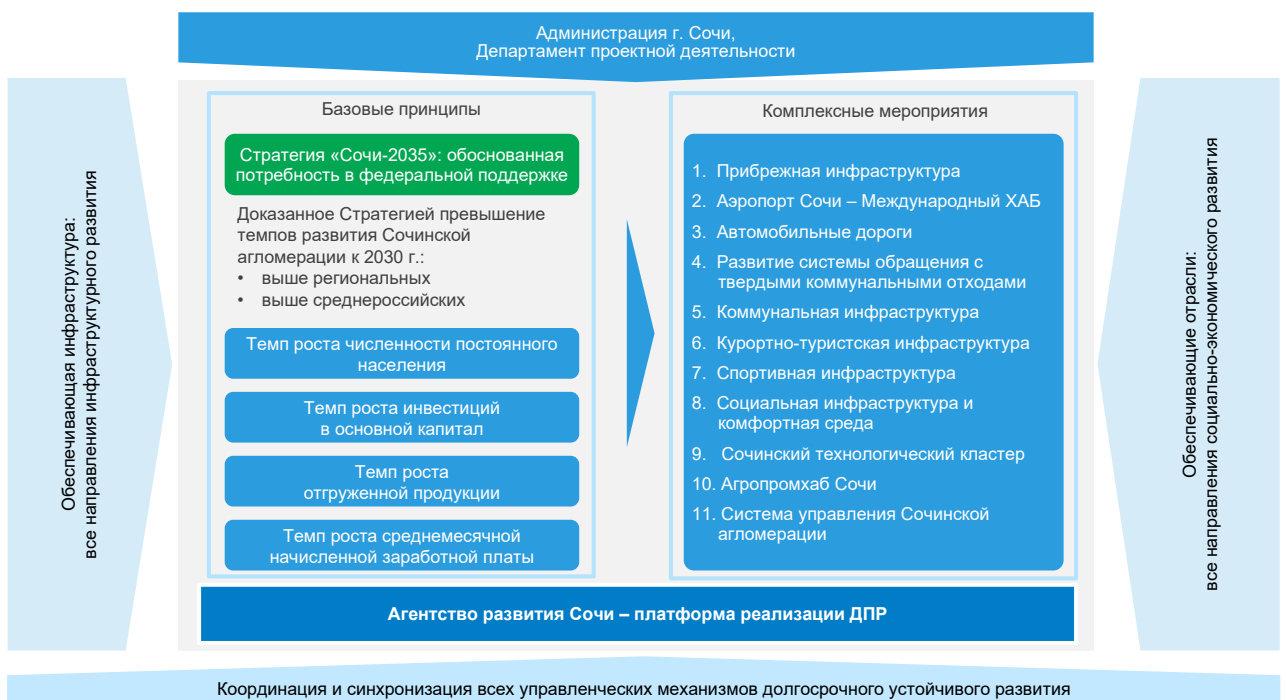 Администрация г. Сочи,
Департамент проектной деятельности
Обеспечивающая инфраструктура:
все направления инфраструктурного развития
Базовые принципы
Стратегия «Сочи-2035»: обоснованная
потребность в федеральной поддержке
Доказанное Стратегией превышение
темпов развития Сочинской
агломерации к 2030 г.:
• выше региональных
• выше среднероссийских
Темп роста численности постоянного
населения
Темп роста инвестиций
в основной капитал
Темп роста
отгруженной продукции
Темп роста среднемесячной
начисленной заработной платы
Комплексные мероприятия
1. Прибрежная инфраструктура
2. Аэропорт Сочи – Международный ХАБ
3. Автомобильные дороги
4. Развитие системы обращения с
твердыми коммунальными отходами
5. Коммунальная инфраструктура
6. Курортно-туристская инфраструктура
7. Спортивная инфраструктура
8. Социальная инфраструктура и
комфортная среда
9. Сочинский технологический кластер
10. Агропромхаб Сочи
11. Система управления Сочинской
агломерации
Обеспечивающие отрасли:
все направления социально-экономического развития
Агентство развития Сочи – платформа реализации ДПР
Координация и синхронизация всех управленческих механизмов долгосрочного устойчивого развития